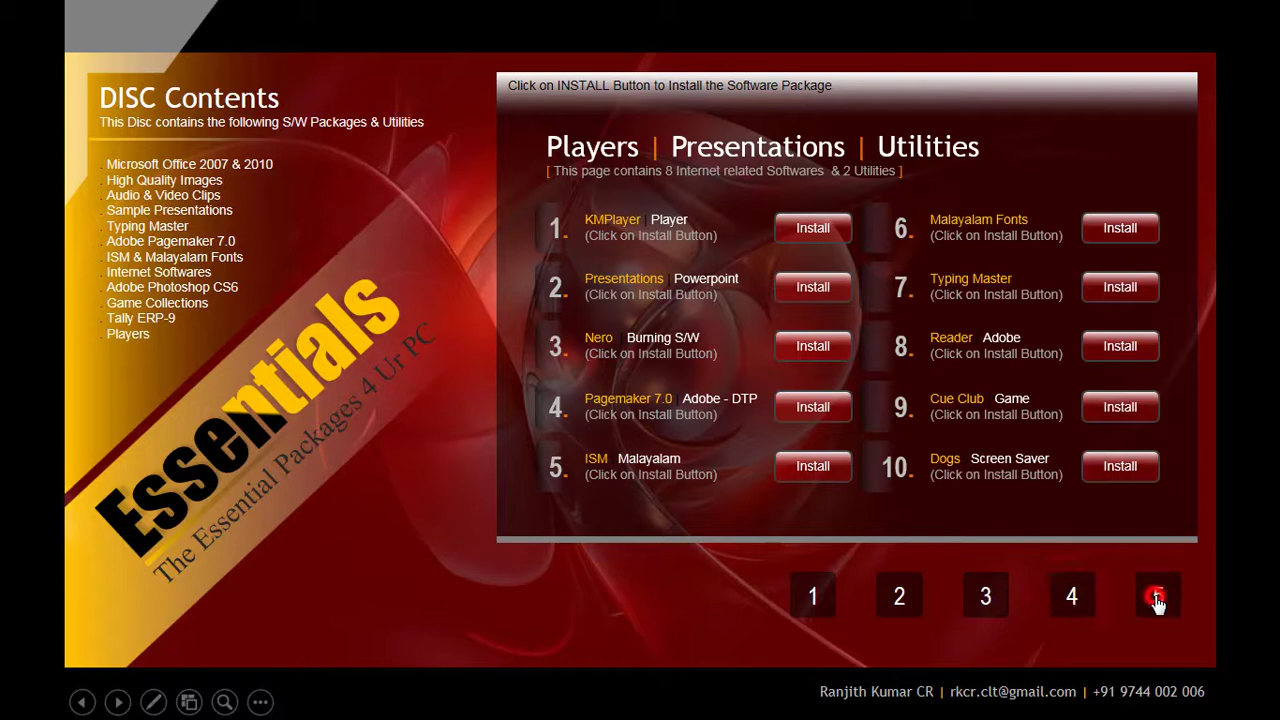 DISC Contents
This Disc contains the following S/W Packages & Utilities
. Microsoft Office 2007 & 2010
. High Quality Images
. Audio & Video Clips
. Sample Presentations
. Typing Master
. Adobe Pagemaker 7.0
. ISM & Malayalam Fonts
. Internet Softwares
. Adobe Photoshop CS6
. Game Collections
. Tally ERP-9
. Players
Essentials
The Essential Packages 4 Ur PC
Click on INSTALL Button to Install the Software Package
Players | Presentations | Utilities
[ This page contains 8 Internet related Softwares & 2 Utilities ]
1. KMPlayer | Player
(Click on Install Button)
Install
2. Presentations | Powerpoint
(Click on Install Button)
Install
3. Nero | Burning S/W
(Click on Install Button)
Install
4. Pagemaker 7.0 | Adobe - DTP
(Click on Install Button)
Install
5. ISM | Malayalam
(Click on Install Button)
Install
6. Malayalam Fonts
(Click on Install Button)
Install
7. Typing Master
(Click on Install Button)
Install
8. Reader | Adobe
(Click on Install Button)
Install
9. Cue Club | Game
(Click on Install Button)
Install
10. Dogs | Screen Saver
(Click on Install Button)
Install
1 2 3 4
Ranjith Kumar CR | rkcr.clt@gmail.com | +91 9744 002 006